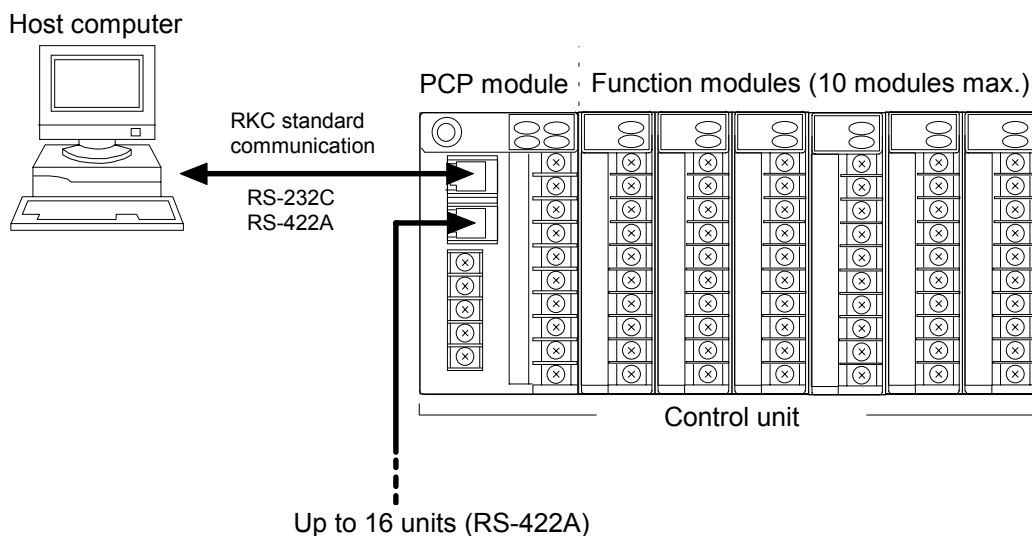 Host computer
PCP module
Function modules (10 modules max.)
RKC standard
communication
RS-232C
RS-422A
Control unit
Up to 16 units (RS-422A)